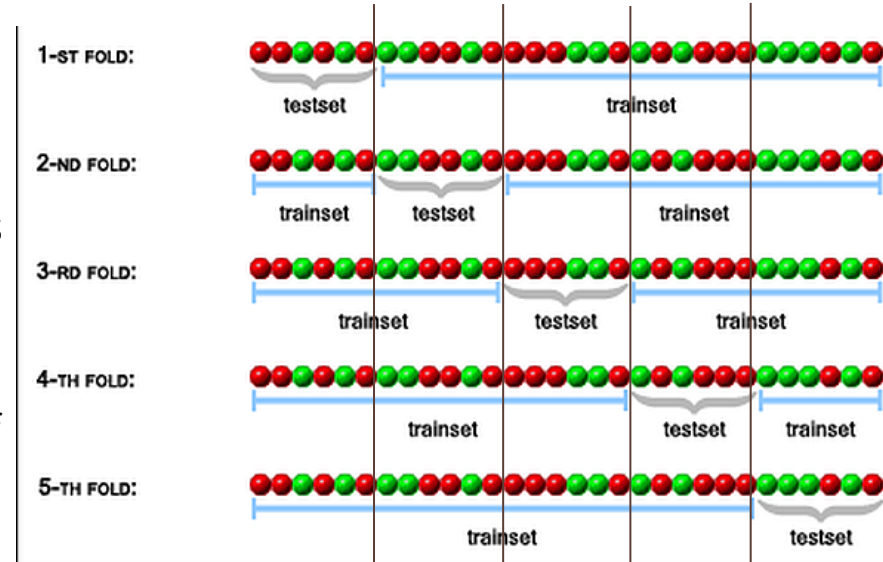 1-ST FOLD:
testset trainset
2-ND FOLD:
trainset testset trainset
3-RD FOLD:
trainset testset trainset
4-TH FOLD:
trainset testset trainset
5-TH FOLD:
trainset testset